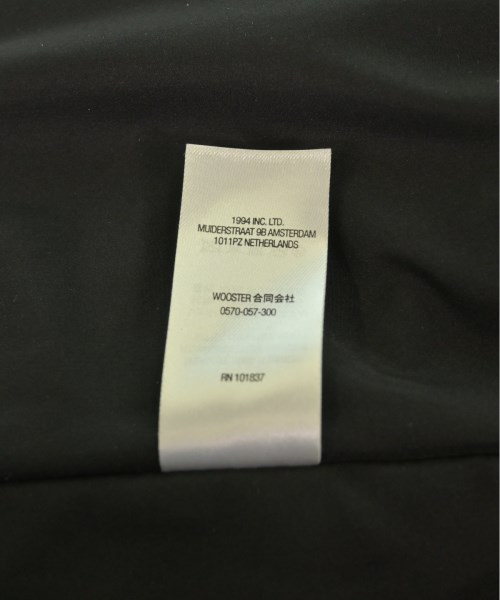 1994 INC. LTD.
MUIDERSTRAAT 9B AMSTERDAM
1011PZ NETHERLANDS
WOOSTER 合同会社
0570-057-300
RN 101837